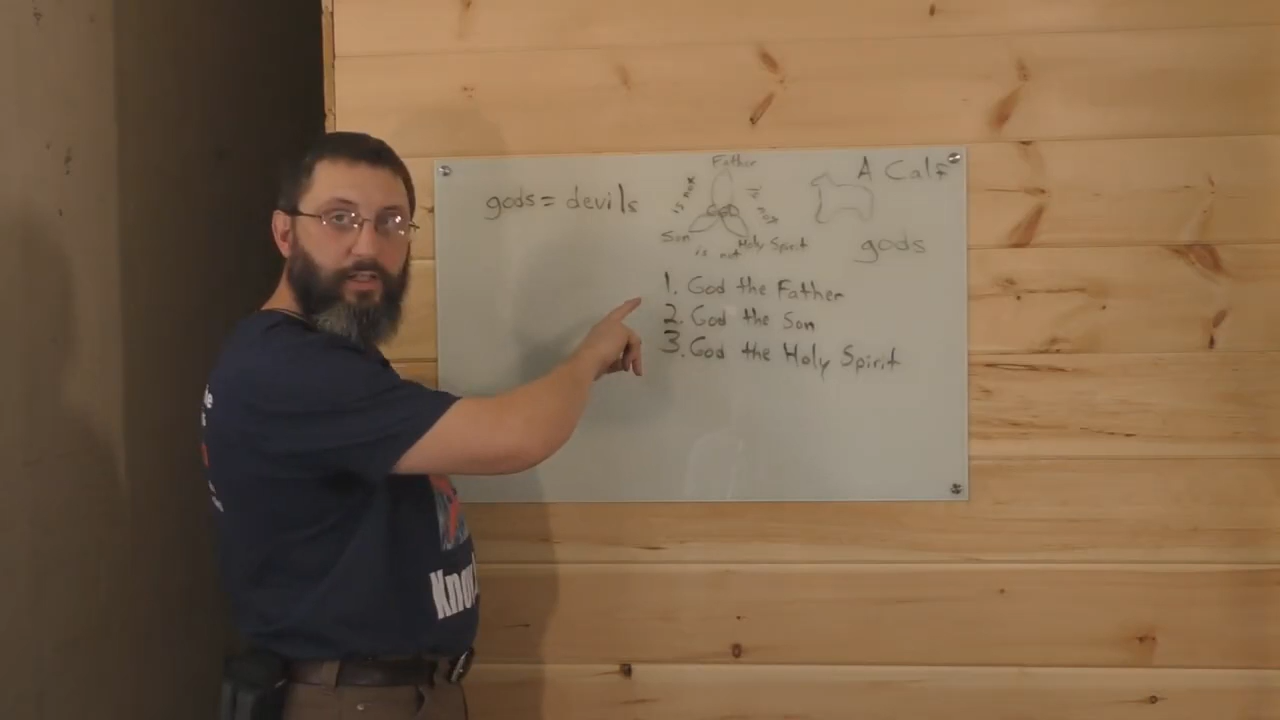 gods = devils
Father
is not
is not
God
Son
Holy Spirit
is not
A Calf
gods
1. God the Father
2. God the Son
3. God the Holy Spirit